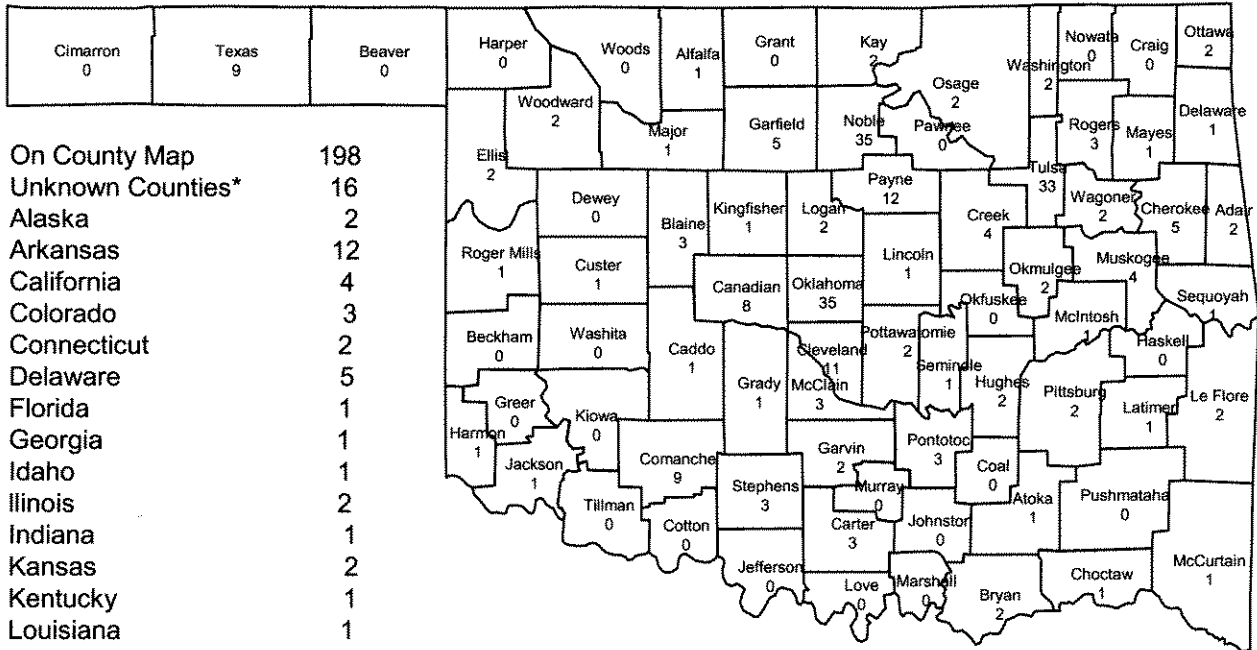 Cimarron
0
Texas
9
Beaver
0
Harper
0
Woods
0
Alfalfa
1
Grant
0
Kay
2
Osage
2
Washington
2
Nowata
0
Craig
0
Ottawa
2
Woodward
2
Major
1
Garfield
5
Noble
35
Pawnee
0
Rogers
3
Mayes
1
Delaware
1
Ellis
2
Dewey
0
Blaine
3
Kingfisher
1
Logan
2
Payne
12
Creek
4
Tulsa
33
Wagoner
2
Cherokee
5
Adair
2
Roger Mills
1
Custer
1
Canadian
8
Oklahoma
35
Lincoln
1
Okfuskee
0
Okmulgee
2
Muskogee
4
Sequoyah
1
Beckham
0
Washita
0
Caddo
1
Grady
1
Cleveland
11
McClain
3
Pottawatomie
2
Seminole
1
Hughes
2
McIntosh
1
Haskell
0
Pittsburg
2
Latimer
1
Le Flore
2
Greer
0
Harmon
1
Kiowa
0
Jackson
1
Comanche
9
Tillman
0
Cotton
0
Stephens
3
Garvin
2
Murray
0
Pontotoc
3
Coal
0
Atoka
1
Pushmataha
0
McCurtain
1
Jefferson
0
Carter
3
Johnston
0
Love
0
Marshall
0
Bryan
2
Choctaw
1
On County Map 198
Unknown Counties* 16
Alaska 2
Arkansas 12
California 4
Colorado 3
Connecticut 2
Delaware 5
Florida 1
Georgia 1
Idaho 1
Ilinois 2
Indiana 1
Kansas 2
Kentucky 1
Louisiana 1